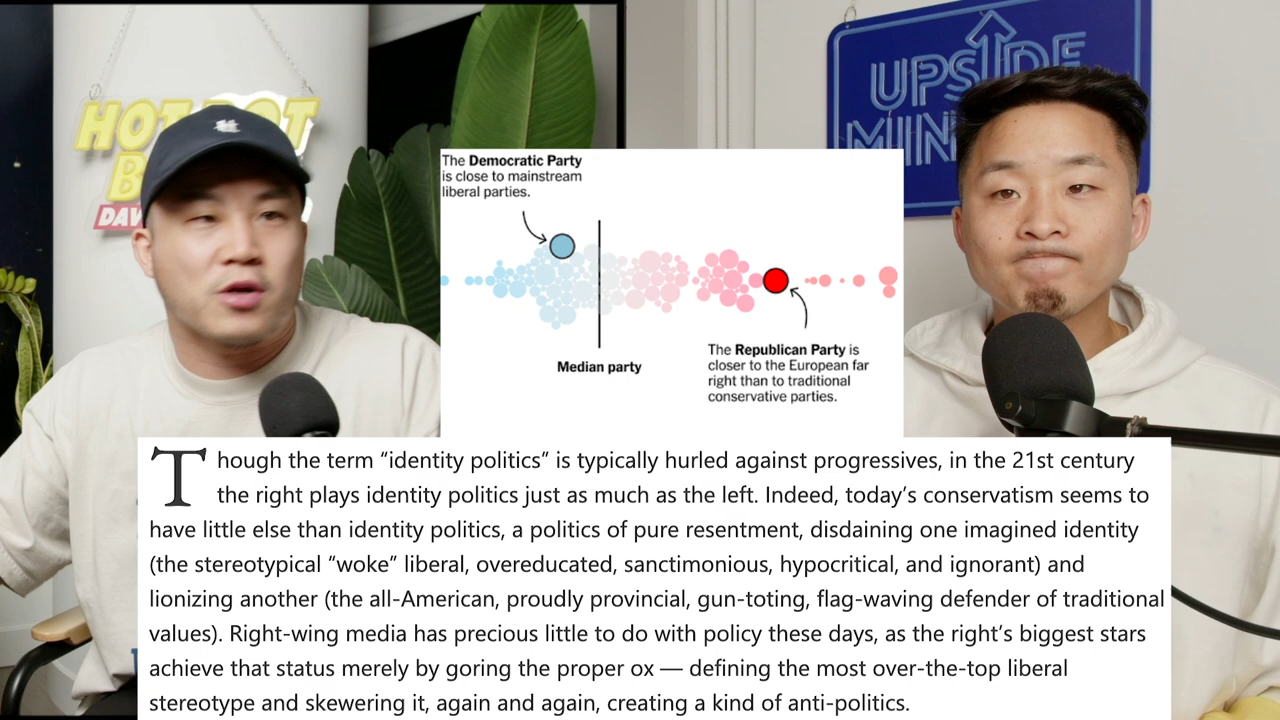 HOT POT
B
DAV
UPSIDE
MIN
The Democratic Party
is close to mainstream
liberal parties.
Median party
The Republican Party is
closer to the European far
right than to traditional
conservative parties.
Though the term “identity politics” is typically hurled against progressives, in the 21st century
the right plays identity politics just as much as the left. Indeed, today’s conservatism seems to
have little else than identity politics, a politics of pure resentment, disdaining one imagined identity
(the stereotypical “woke” liberal, overeducated, sanctimonious, hypocritical, and ignorant) and
lionizing another (the all-American, proudly provincial, gun-toting, flag-waving defender of traditional
values). Right-wing media has precious little to do with policy these days, as the right’s biggest stars
achieve that status merely by goring the proper ox — defining the most over-the-top liberal
stereotype and skewering it, again and again, creating a kind of anti-politics.